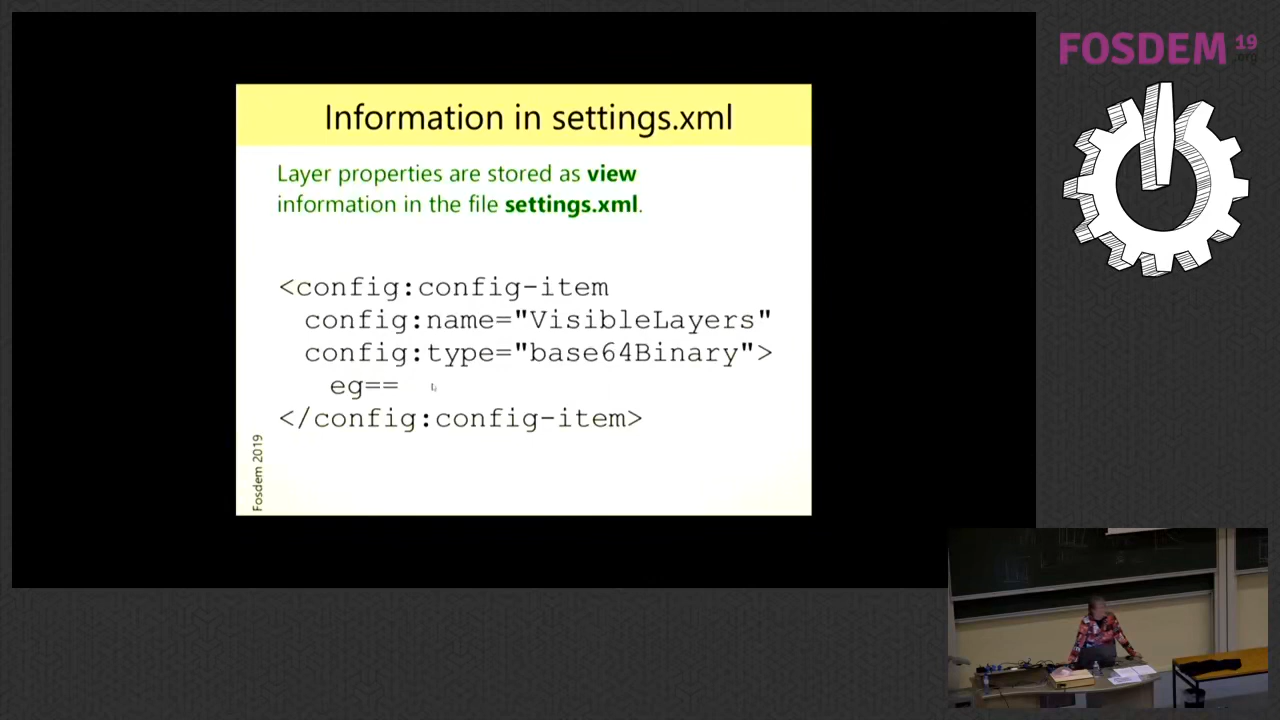 FOSDEM 19
.org
Information in settings.xml
Layer properties are stored as view
information in the file settings.xml.
<config:config-item
config:name="VisibleLayers"
config:type="base64Binary">
eg==
</config:config-item>
Fosdem 2019